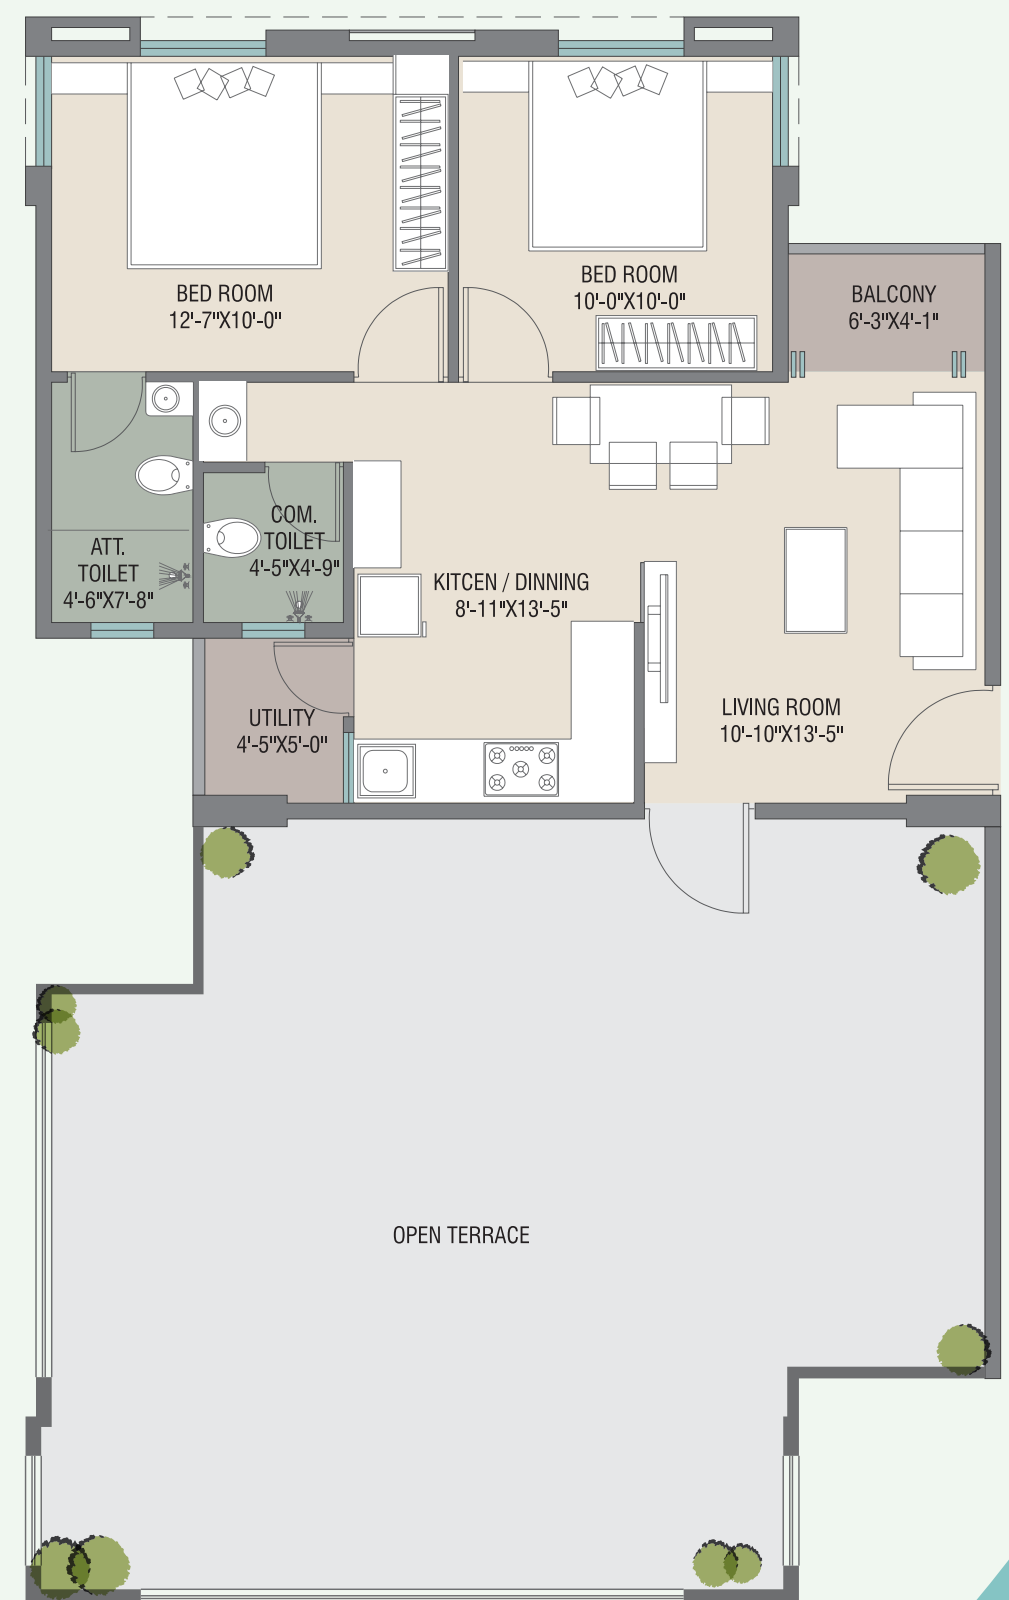 BED ROOM
12'-7"X10'-0"
BED ROOM
10'-0"X10'-0"
BALCONY
6'-3"X4'-1"
COM.
TOILET
4'-5"X4'-9"
ATT.
TOILET
4'-6"X7'-8"
KITCEN / DINNING
8'-11"X13'-5"
UTILITY
4'-5"X5'-0"
LIVING ROOM
10'-10"X13'-5"
OPEN TERRACE